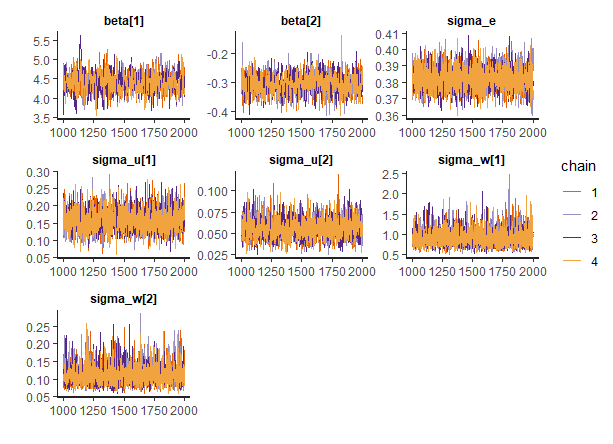 beta[1]
5.5
5.0
4.5
4.0
3.5
1000 1250 1500 1750 2000
beta[2]
-0.2
-0.3
-0.4
1000 1250 1500 1750 2000
sigma_e
0.41
0.40
0.39
0.38
0.37
0.36
1000 1250 1500 1750 2000
sigma_u[1]
0.30
0.25
0.20
0.15
0.10
0.05
1000 1250 1500 1750 2000
sigma_u[2]
0.100
0.075
0.050
0.025
1000 1250 1500 1750 2000
sigma_w[1]
2.5
2.0
1.5
1.0
0.5
1000 1250 1500 1750 2000
sigma_w[2]
0.25
0.20
0.15
0.10
0.05
1000 1250 1500 1750 2000
chain
1
2
3
4